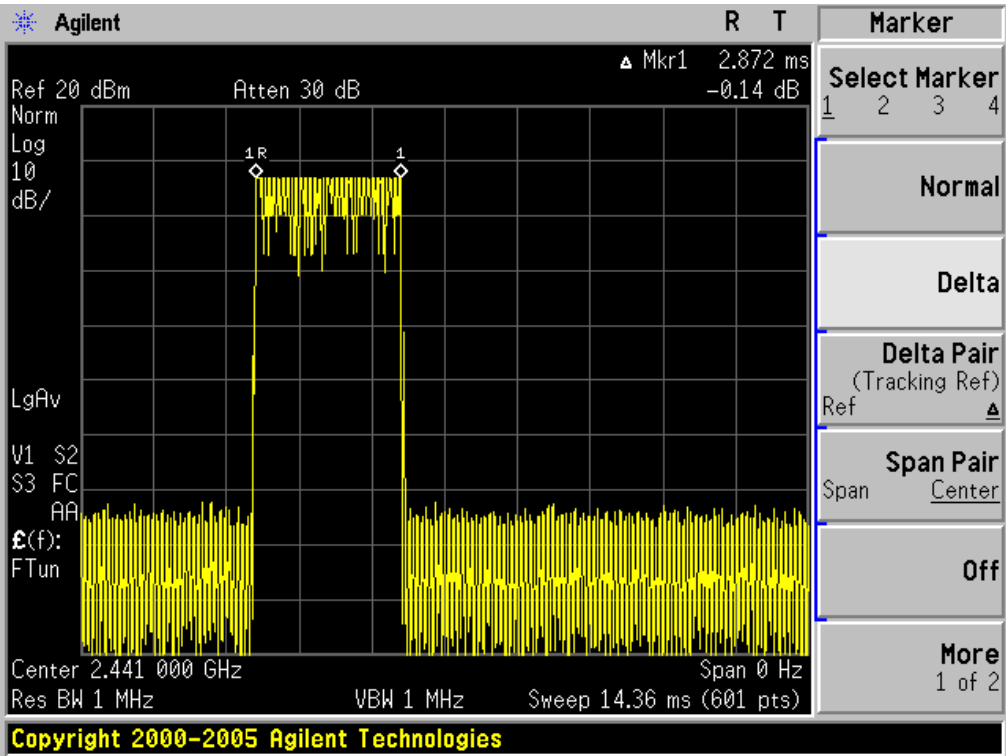 Agilent R T
Δ Mkr1 2.872 ms
Ref 20 dBm Atten 30 dB -0.14 dB
Norm
Log
10
dB/
1R 1
LgAv
V1 S2
S3 FC
AA
£(f):
FTun
Center 2.441 000 GHz Span 0 Hz
Res BW 1 MHz VBW 1 MHz Sweep 14.36 ms (601 pts)
Copyright 2000-2005 Agilent Technologies
Marker
Select Marker
1 2 3 4
Normal
Delta
Delta Pair
(Tracking Ref)
Ref Δ
Span Pair
Span Center
Off
More
1 of 2